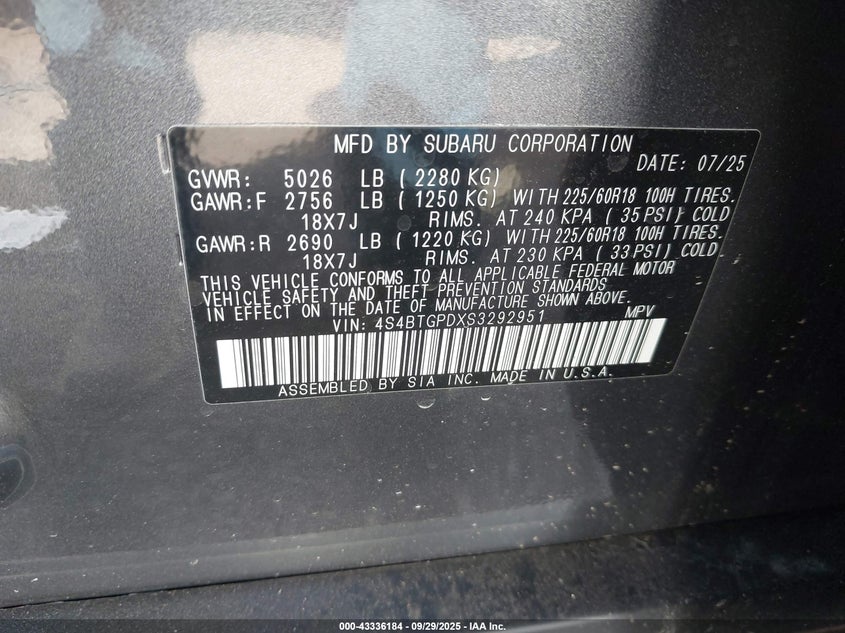 MFD BY SUBARU CORPORATION
DATE: 07/25
GVWR: 5026 LB ( 2280 KG)
GAWR:F 2756 LB ( 1250 KG) WITH 225/60R18 100H TIRES.
18X7J RIMS. AT 240 KPA ( 35 PSI) COLD
GAWR:R 2690 LB ( 1220 KG) WITH 225/60R18 100H TIRES.
18X7J RIMS. AT 230 KPA ( 33 PSI) COLD.
THIS VEHICLE CONFORMS TO ALL APPLICABLE FEDERAL MOTOR
VEHICLE SAFETY AND THEFT PREVENTION STANDARDS
IN EFFECT ON THE DATE OF MANUFACTURE SHOWN ABOVE.
VIN: 4S4BTGPDXS3292951 MPV
ASSEMBLED BY SIA INC. MADE IN U.S.A.
000-43336184 - 09/29/2025 - IAA Inc.